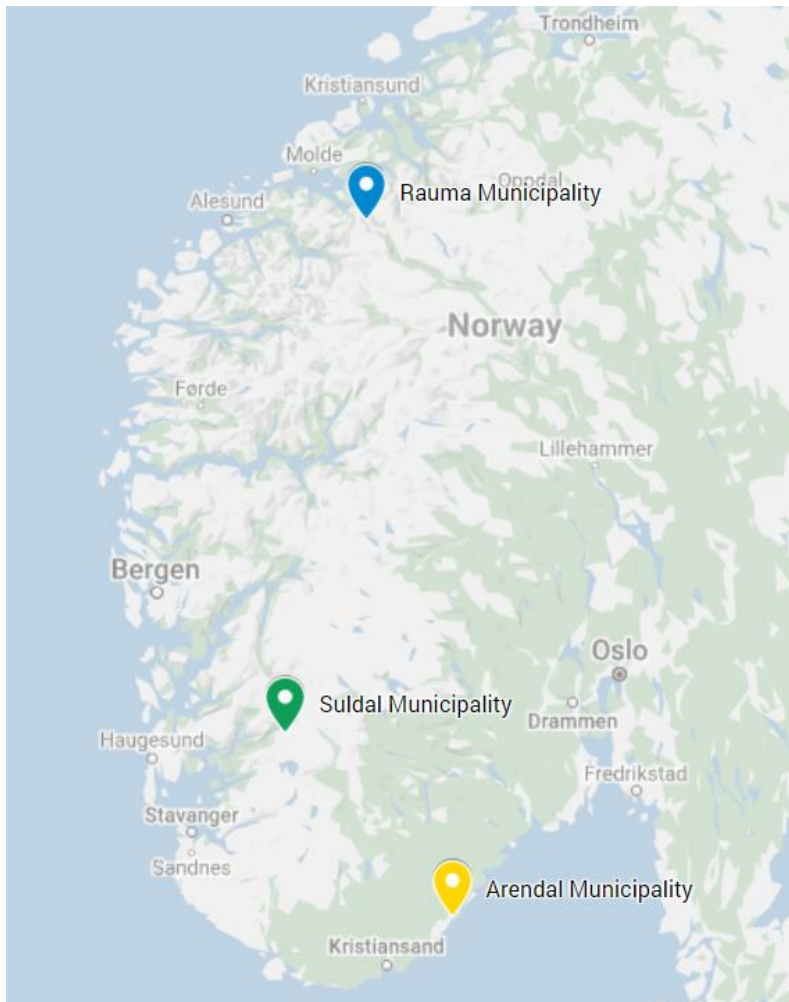 Trondheim
Kristiansund
Molde
Oppdal
Rauma Municipality
Alesund
Norway
Førde
Lillehammer
Bergen
Oslo
Suldal Municipality
Drammen
Haugesund
Fredrikstad
Stavanger
Sandnes
Arendal Municipality
Kristiansand